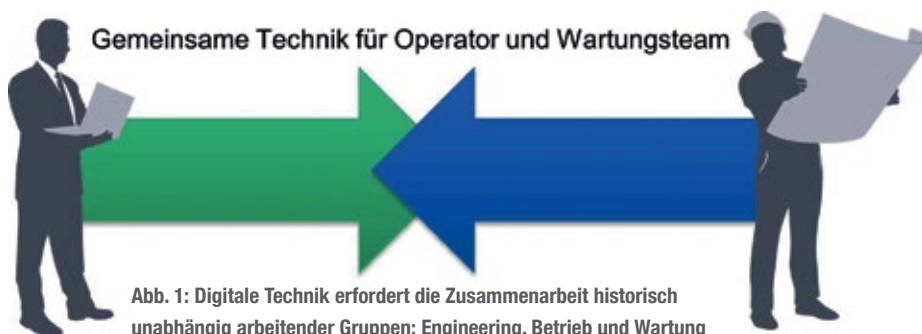 Gemeinsame Technik für Operator und Wartungsteam
Abb. 1: Digitale Technik erfordert die Zusammenarbeit historisch
unabhängig arbeitender Gruppen: Engineering, Betrieb und Wartung